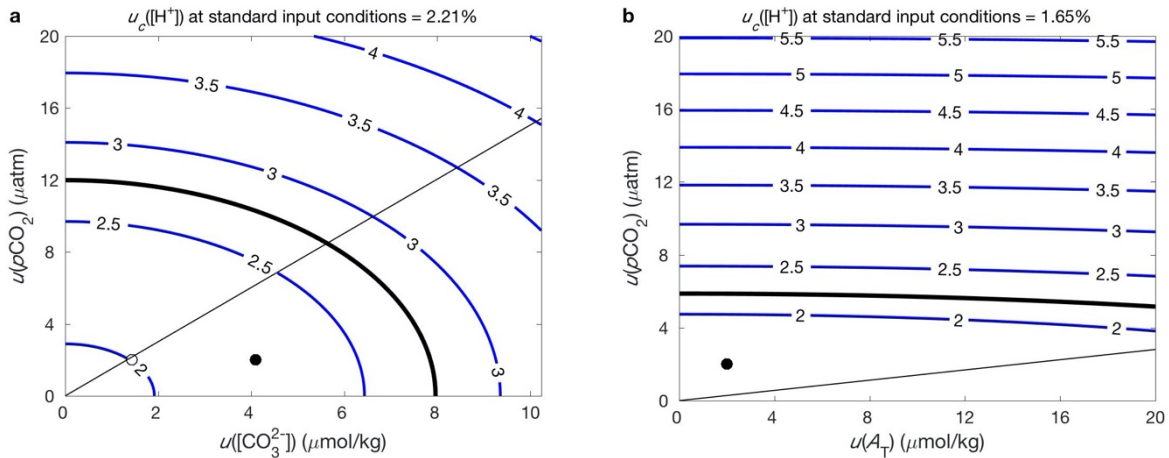 a
u_c([H⁺]) at standard input conditions = 2.21%
20
16
12
8
4
0
u(pCO₂) (μatm)
4
4
3.5
3.5
3.5
3
3
3
2.5
2.5
3
2
0
2
4
6
8
10
u([CO₃²⁻]) (μmol/kg)
b
u_c([H⁺]) at standard input conditions = 1.65%
20
16
12
8
4
0
u(pCO₂) (μatm)
5.5 5.5 5.5
5 5 5
4.5 4.5 4.5
4 4 4
3.5 3.5 3.5
3 3 3
2.5 2.5 2.5
2 2 2
0
4
8
12
16
20
u(A_T) (μmol/kg)